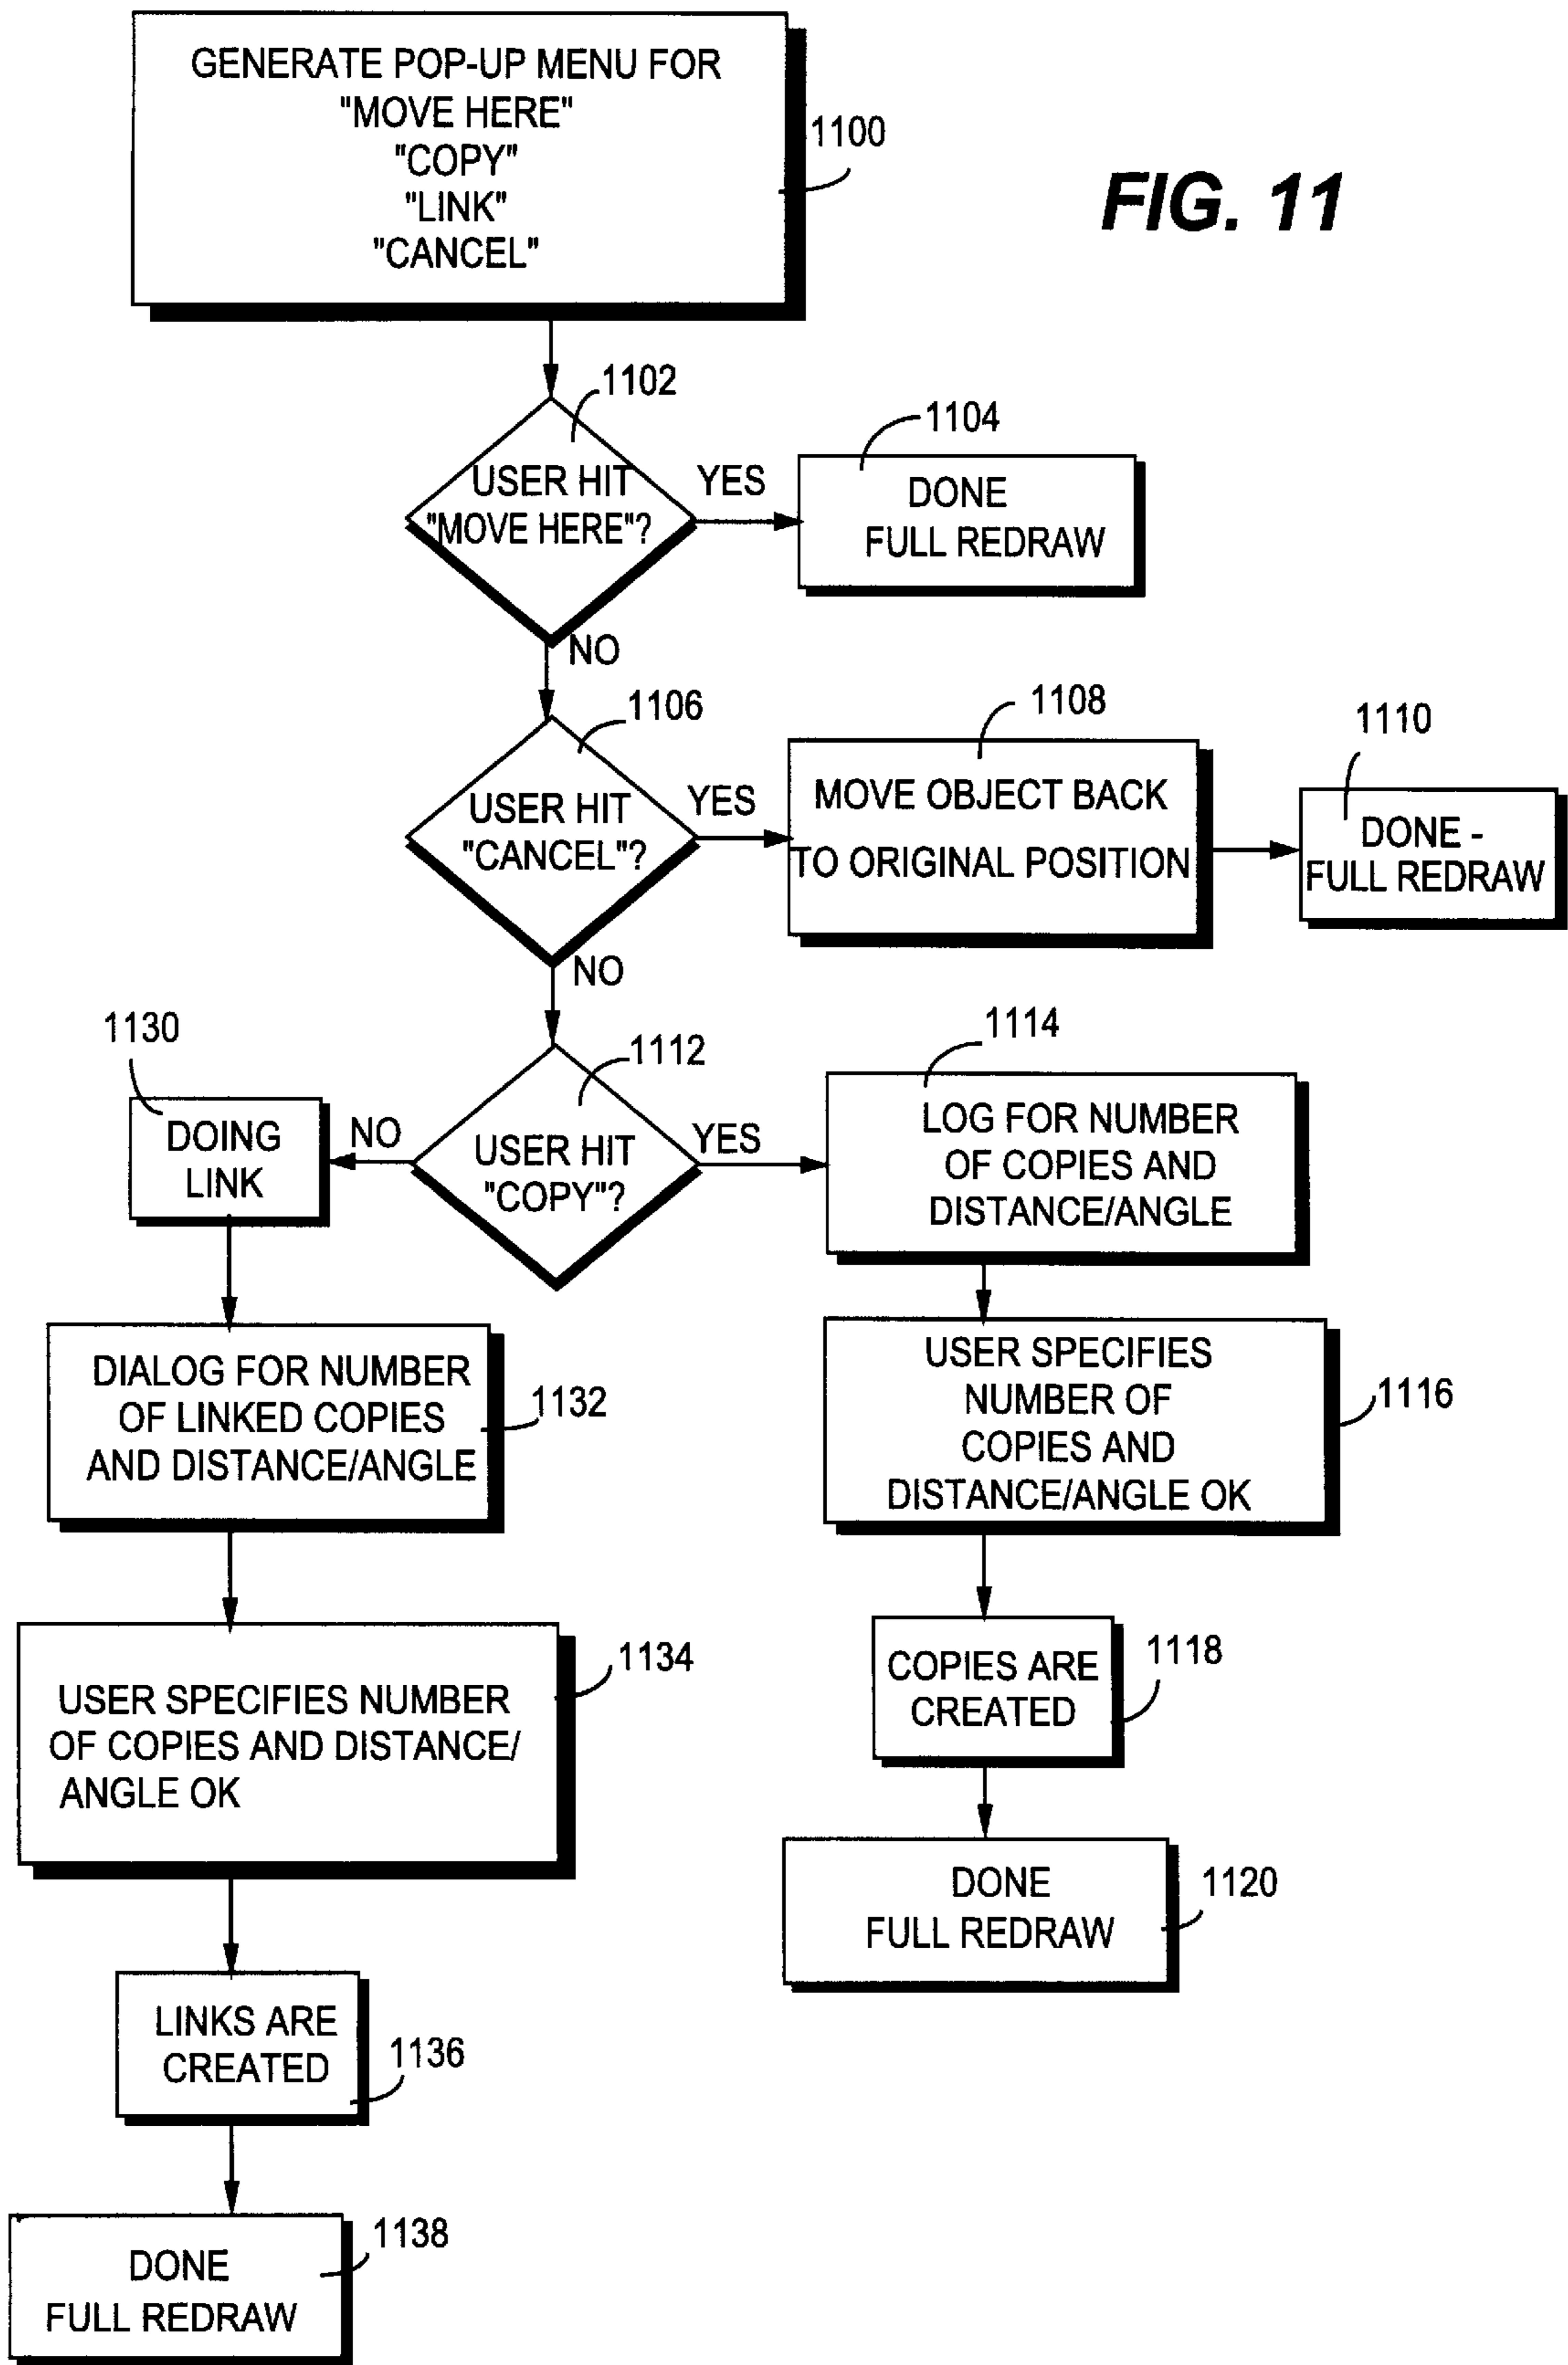 GENERATE POP-UP MENU FOR
"MOVE HERE"
"COPY"
"LINK"
"CANCEL"
1100
FIG. 11
1102
USER HIT
"MOVE HERE"?
YES
1104
DONE
FULL REDRAW
NO
1106
USER HIT
"CANCEL"?
YES
1108
MOVE OBJECT BACK
TO ORIGINAL POSITION
1110
DONE -
FULL REDRAW
NO
1112
USER HIT
"COPY"?
NO
1130
DOING
LINK
YES
1114
LOG FOR NUMBER
OF COPIES AND
DISTANCE/ANGLE
DIALOG FOR NUMBER
OF LINKED COPIES
AND DISTANCE/ANGLE
1132
USER SPECIFIES
NUMBER OF
COPIES AND
DISTANCE/ANGLE OK
1116
USER SPECIFIES NUMBER
OF COPIES AND DISTANCE/
ANGLE OK
1134
COPIES ARE
CREATED
1118
DONE
FULL REDRAW
1120
LINKS ARE
CREATED
1136
DONE
FULL REDRAW
1138